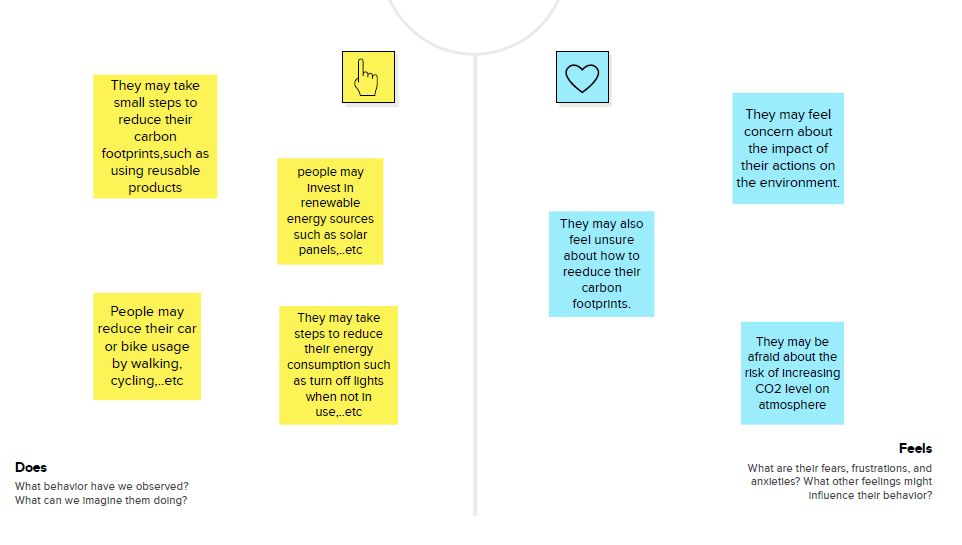 They may take
small steps to
reduce their
carbon
footprints,such as
using reusable
products
people may
invest in
renewable
energy sources
such as solar
panels,..etc
People may
reduce their car
or bike usage
by walking,
cycling,..etc
They may take
steps to reduce
their energy
consumption such
as turn off lights
when not in
use,..etc
Does
What behavior have we observed?
What can we imagine them doing?
They may feel
concern about
the impact of
their actions on
the environment.
They may also
feel unsure
about how to
reeduce their
carbon
footprints.
They may be
afraid about the
risk of increasing
CO2 level on
atmosphere
Feels
What are their fears, frustrations, and
anxieties? What other feelings might
influence their behavior?